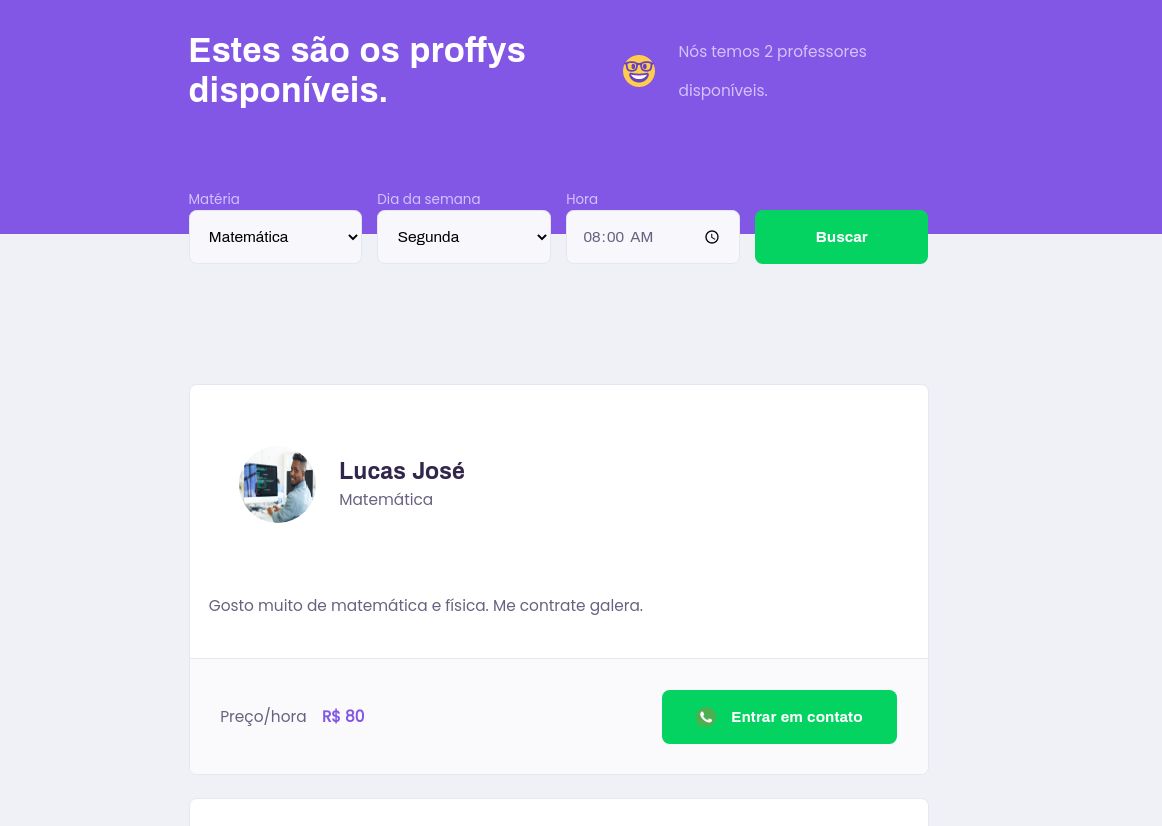 Estes são os proffys
disponíveis.
Nós temos 2 professores
disponíveis.
Matéria
Dia da semana
Hora
Matemática
Segunda
08:00 AM
Buscar
Lucas José
Matemática
Gosto muito de matemática e física. Me contrate galera.
Preço/hora R$ 80
Entrar em contato